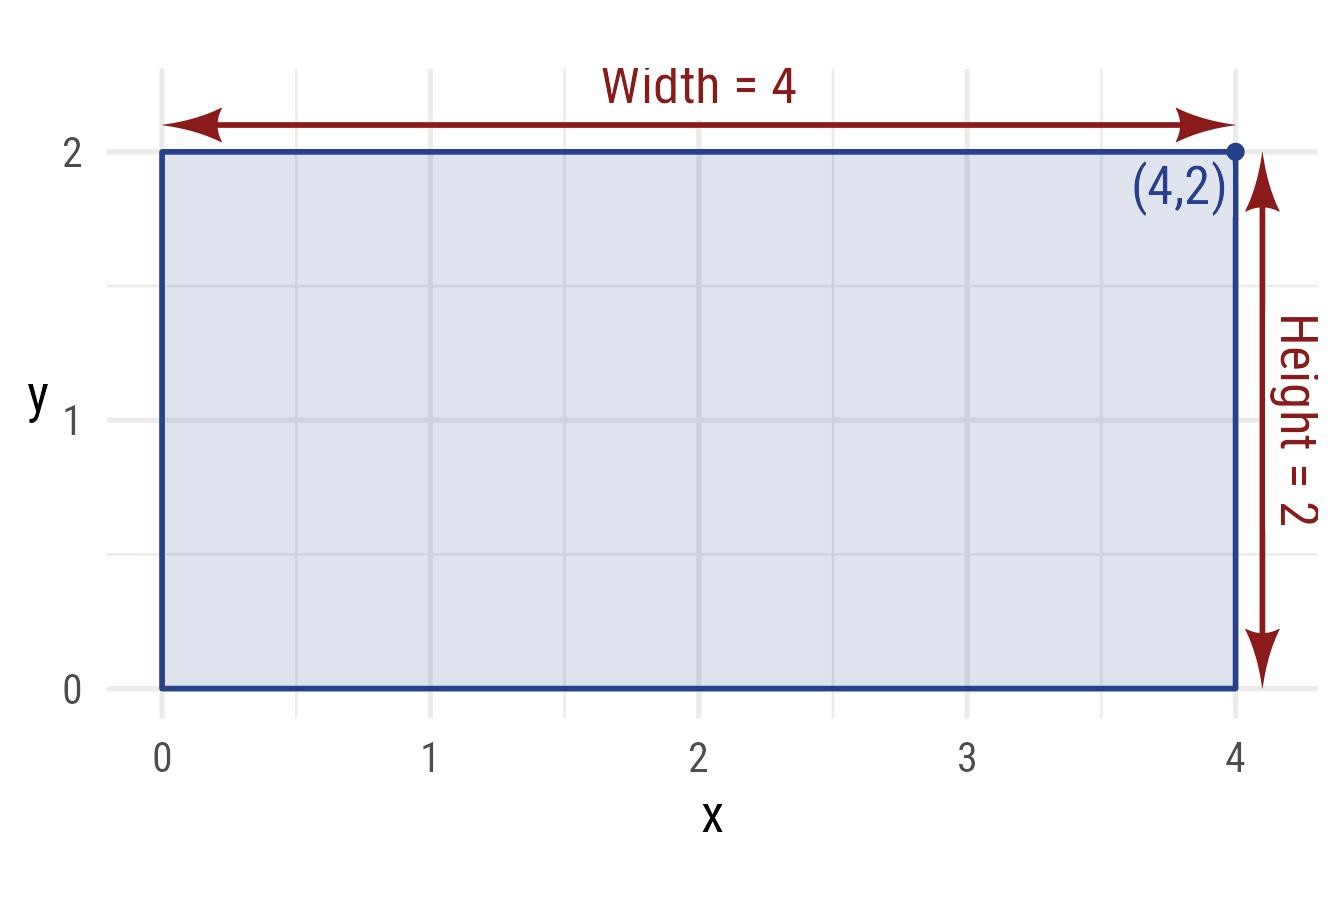 Width = 4
2
(4,2)
Height = 2
y
1
0
0 1 2 3 4
x